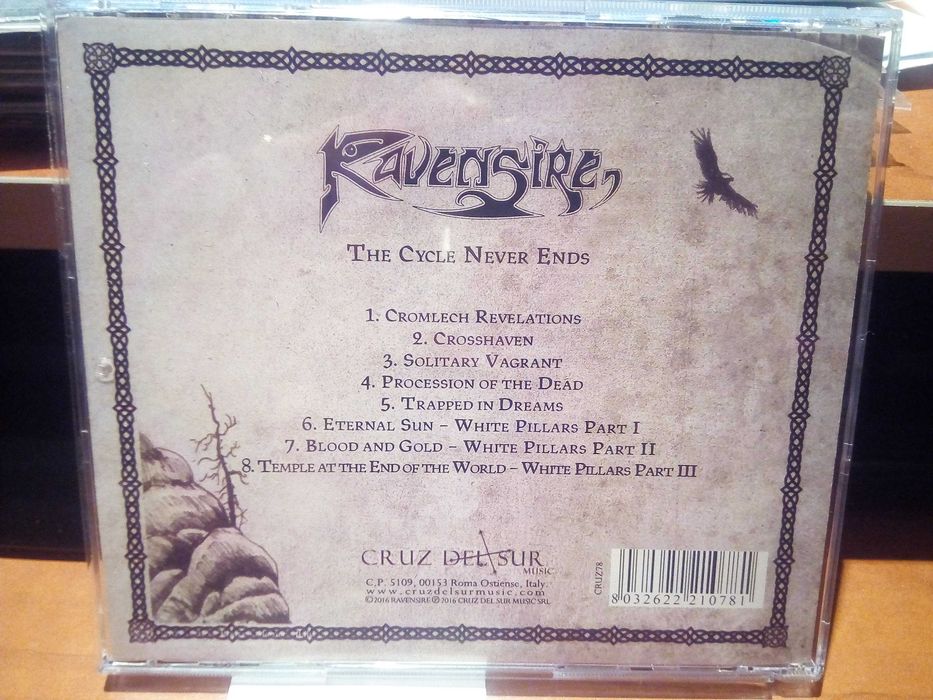 Ravensire
The Cycle Never Ends
1. Cromlech Revelations
2. Crosshaven
3. Solitary Vagrant
4. Procession of the Dead
5. Trapped in Dreams
6. Eternal Sun – White Pillars Part I
7. Blood and Gold – White Pillars Part II
8. Temple at the End of the World – White Pillars Part III
CRUZ DEL SUR
MUSIC
C.P. 5109, 00153 Roma Ostiense, Italy.
www.cruzdelsurmusic.com
©2016 RAVENSIRE ℗ 2016 CRUZ DEL SUR MUSIC SRL
CRUZ78
8 032622 210781